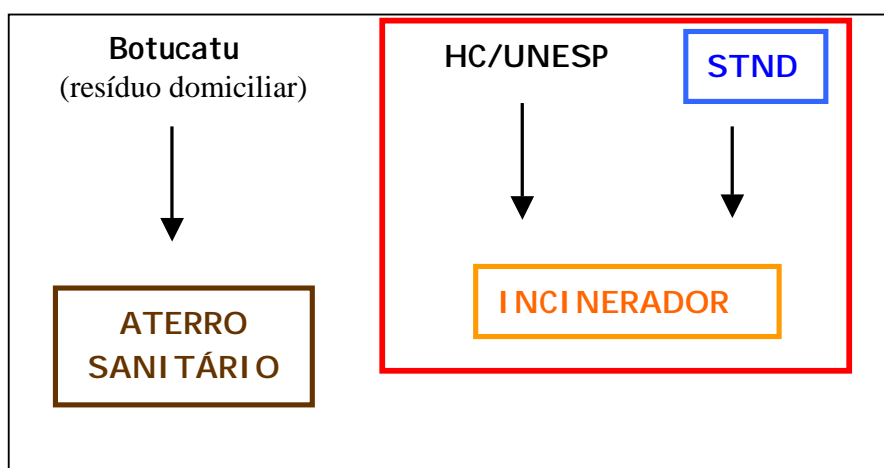 Botucatu
(resíduo domiciliar)
HC/UNESP
STND
ATERRO
SANITÁRIO
INCINERADOR